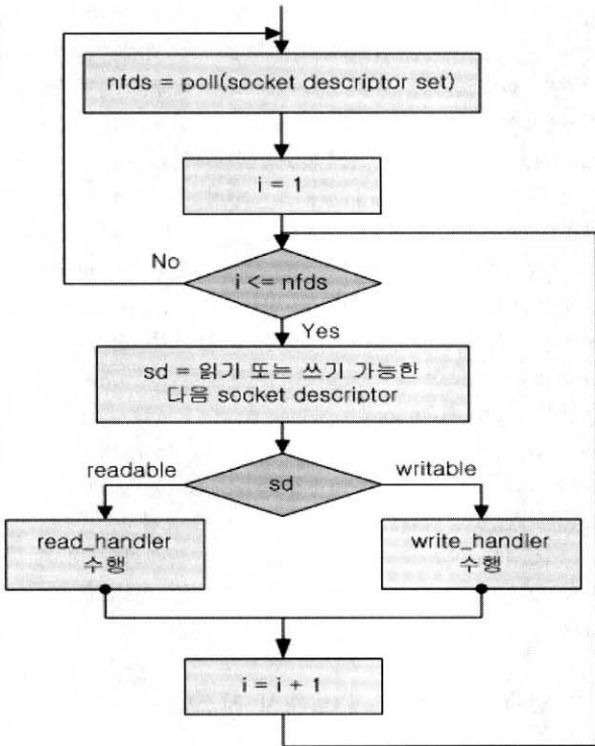 nfds = poll(socket descriptor set)
i = 1
No
i <= nfds
Yes
sd = 읽기 또는 쓰기 가능한
다음 socket descriptor
readable
sd
writable
read_handler
수행
write_handler
수행
i = i + 1